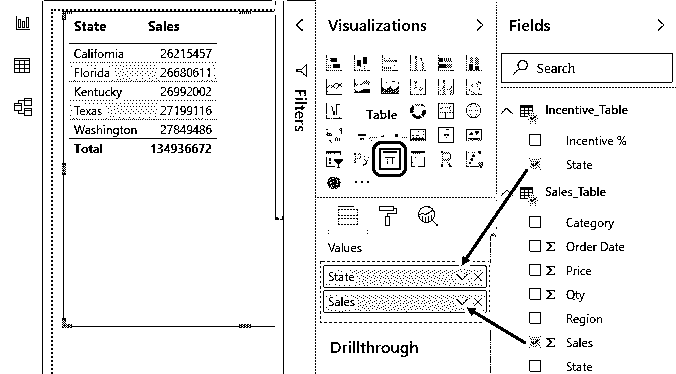 State Sales
California 26215457
Florida 26680611
Kentucky 26992002
Texas 27199116
Washington 27849486
Total 134936672
Filters
Visualizations
Table
Py
R
Values
State
Sales
Drillthrough
Fields
Search
Incentive_Table
Incentive %
State
Sales_Table
Category
Σ Order Date
Σ Price
Σ Qty
Region
Σ Sales
State